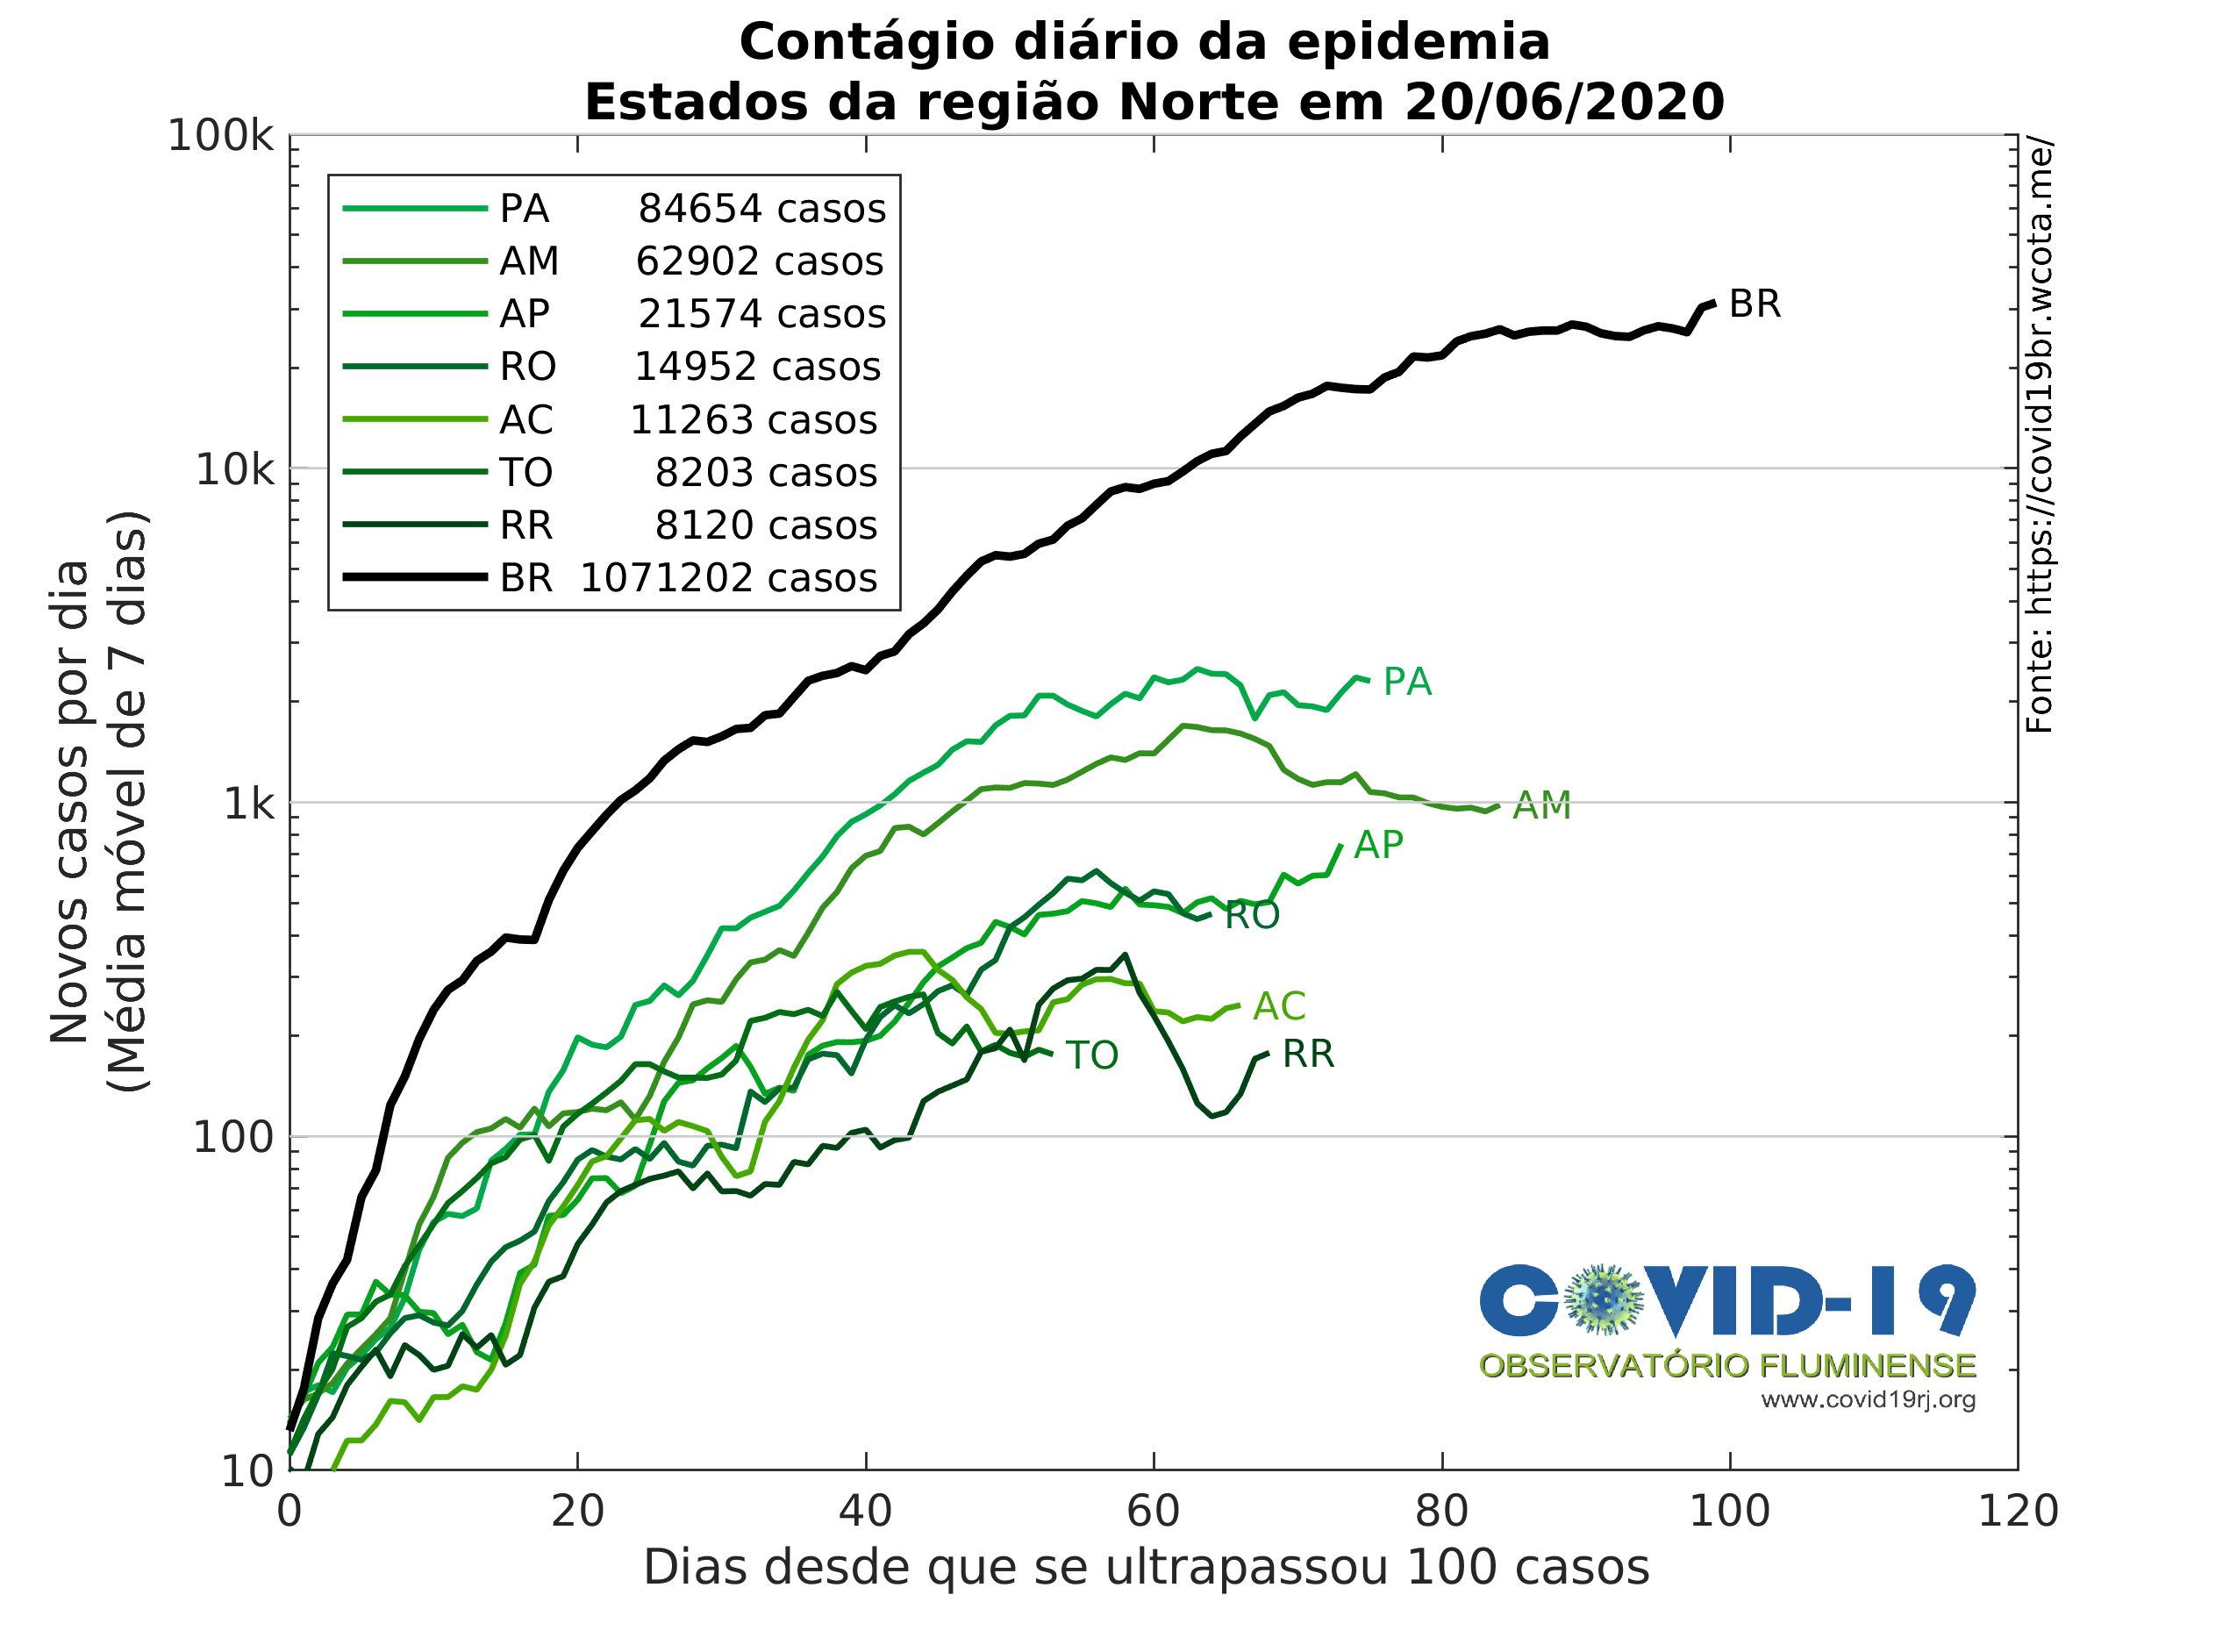 Contágio diário da epidemia
Estados da região Norte em 20/06/2020
100k
10k
1k
100
10
Novos casos por dia
(Média móvel de 7 dias)
PA 84654 casos
AM 62902 casos
AP 21574 casos
RO 14952 casos
AC 11263 casos
TO 8203 casos
RR 8120 casos
BR 1071202 casos
BR
PA
AM
AP
RO
AC
TO
RR
Fonte: https://covid19br.wcota.me/
COVID-19
OBSERVATÓRIO FLUMINENSE
www.covid19rj.org
0 20 40 60 80 100 120
Dias desde que se ultrapassou 100 casos